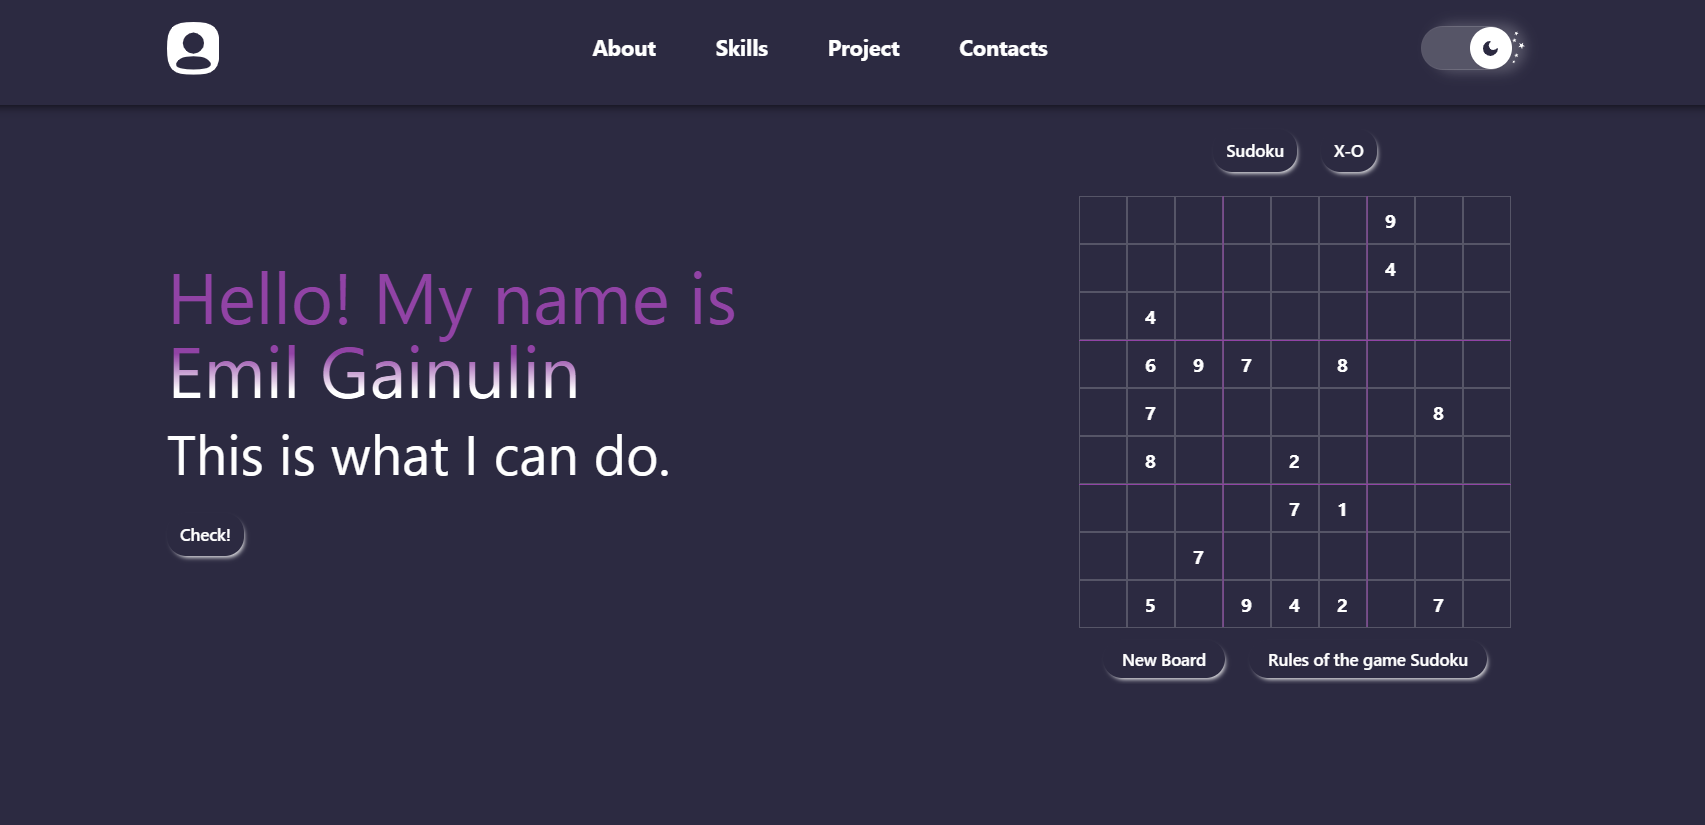 About Skills Project Contacts
Hello! My name is
Emil Gainulin
This is what I can do.
Check!
Sudoku X-O
9
4
4
6 9 7 8
7 8
8 2
7 1
7
5 9 4 2 7
New Board Rules of the game Sudoku